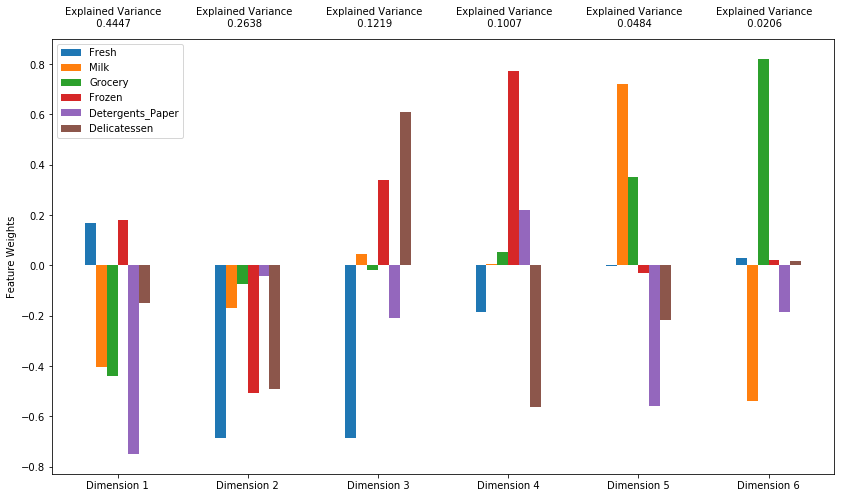 Explained Variance
0.4447
Explained Variance
0.2638
Explained Variance
0.1219
Explained Variance
0.1007
Explained Variance
0.0484
Explained Variance
0.0206
Fresh
Milk
Grocery
Frozen
Detergents_Paper
Delicatessen
Feature Weights
0.8
0.6
0.4
0.2
0.0
−0.2
−0.4
−0.6
−0.8
Dimension 1
Dimension 2
Dimension 3
Dimension 4
Dimension 5
Dimension 6